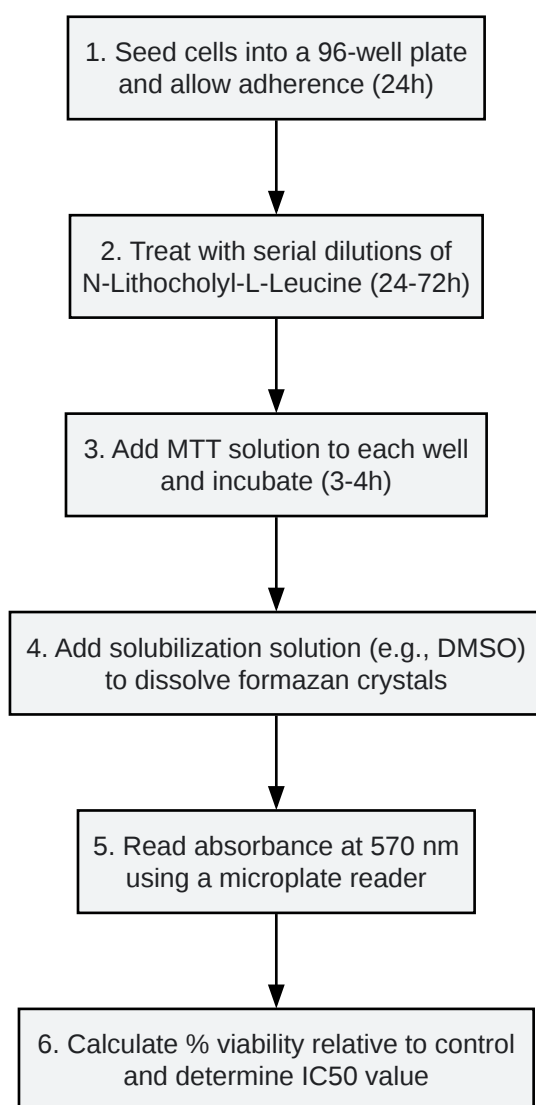 1. Seed cells into a 96-well plate
and allow adherence (24h)
2. Treat with serial dilutions of
N-Lithocholyl-L-Leucine (24-72h)
3. Add MTT solution to each well
and incubate (3-4h)
4. Add solubilization solution (e.g., DMSO)
to dissolve formazan crystals
5. Read absorbance at 570 nm
using a microplate reader
6. Calculate % viability relative to control
and determine IC50 value